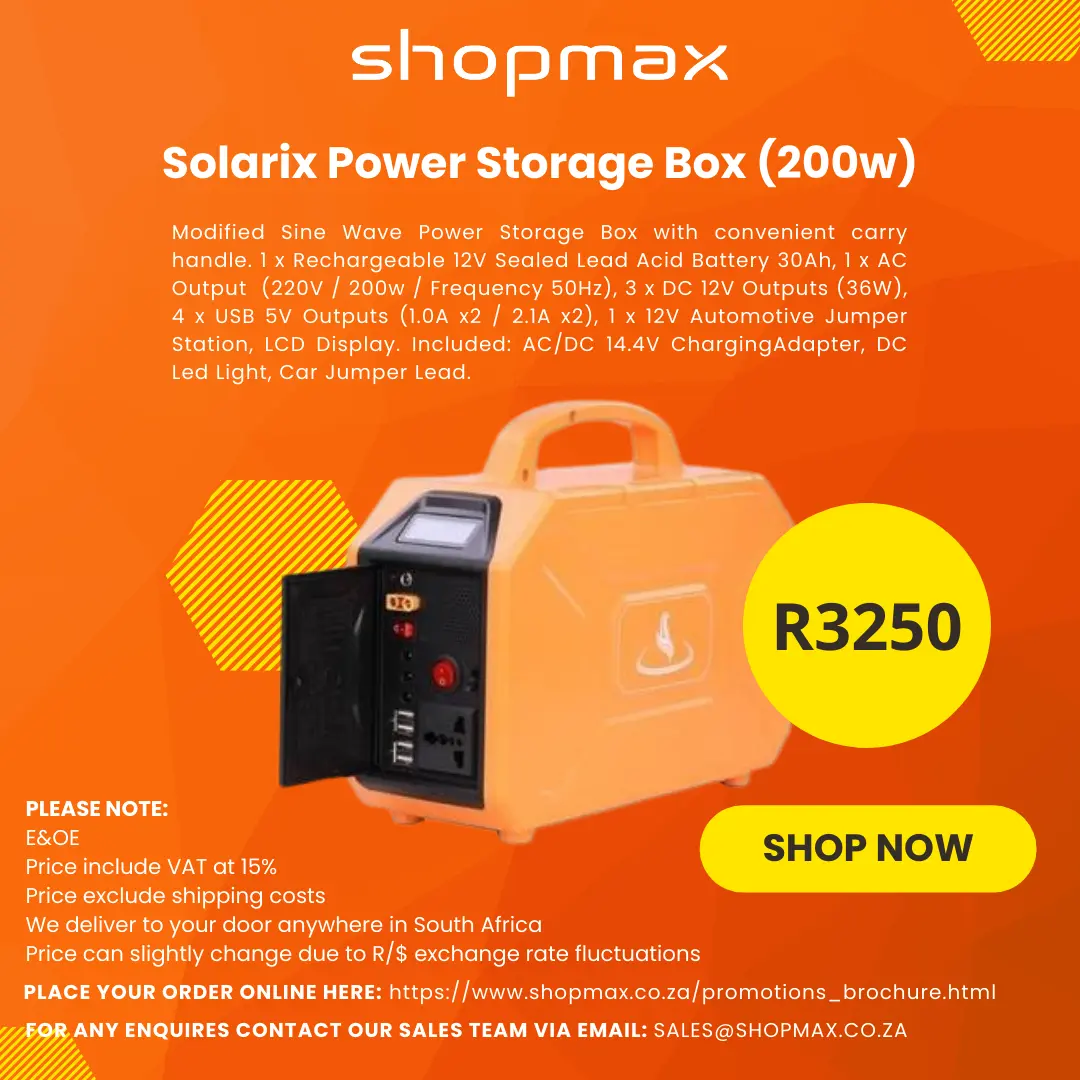 shopmax
Solarix Power Storage Box (200w)
Modified Sine Wave Power Storage Box with convenient carry
handle. 1 x Rechargeable 12V Sealed Lead Acid Battery 30Ah, 1 x AC
Output (220V / 200w / Frequency 50Hz), 3 x DC 12V Outputs (36W),
4 x USB 5V Outputs (1.0A x2 / 2.1A x2), 1 x 12V Automotive Jumper
Station, LCD Display. Included: AC/DC 14.4V ChargingAdapter, DC
Led Light, Car Jumper Lead.
R3250
SHOP NOW
PLEASE NOTE:
E&OE
Price include VAT at 15%
Price exclude shipping costs
We deliver to your door anywhere in South Africa
Price can slightly change due to R/$ exchange rate fluctuations
PLACE YOUR ORDER ONLINE HERE: https://www.shopmax.co.za/promotions_brochure.html
FOR ANY ENQUIRES CONTACT OUR SALES TEAM VIA EMAIL: SALES@SHOPMAX.CO.ZA